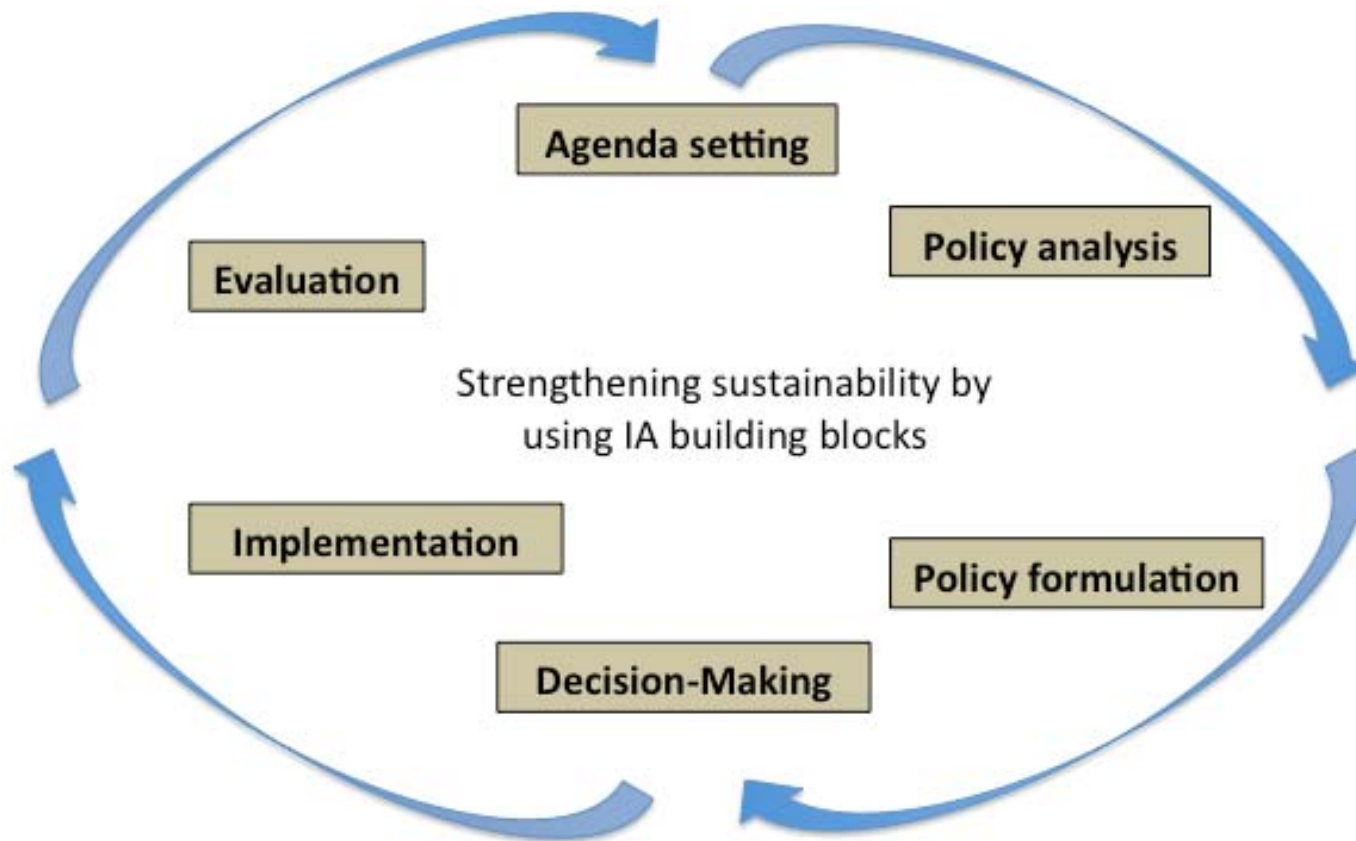 Agenda setting
Policy analysis
Evaluation
Strengthening sustainability by
using IA building blocks
Implementation
Policy formulation
Decision-Making